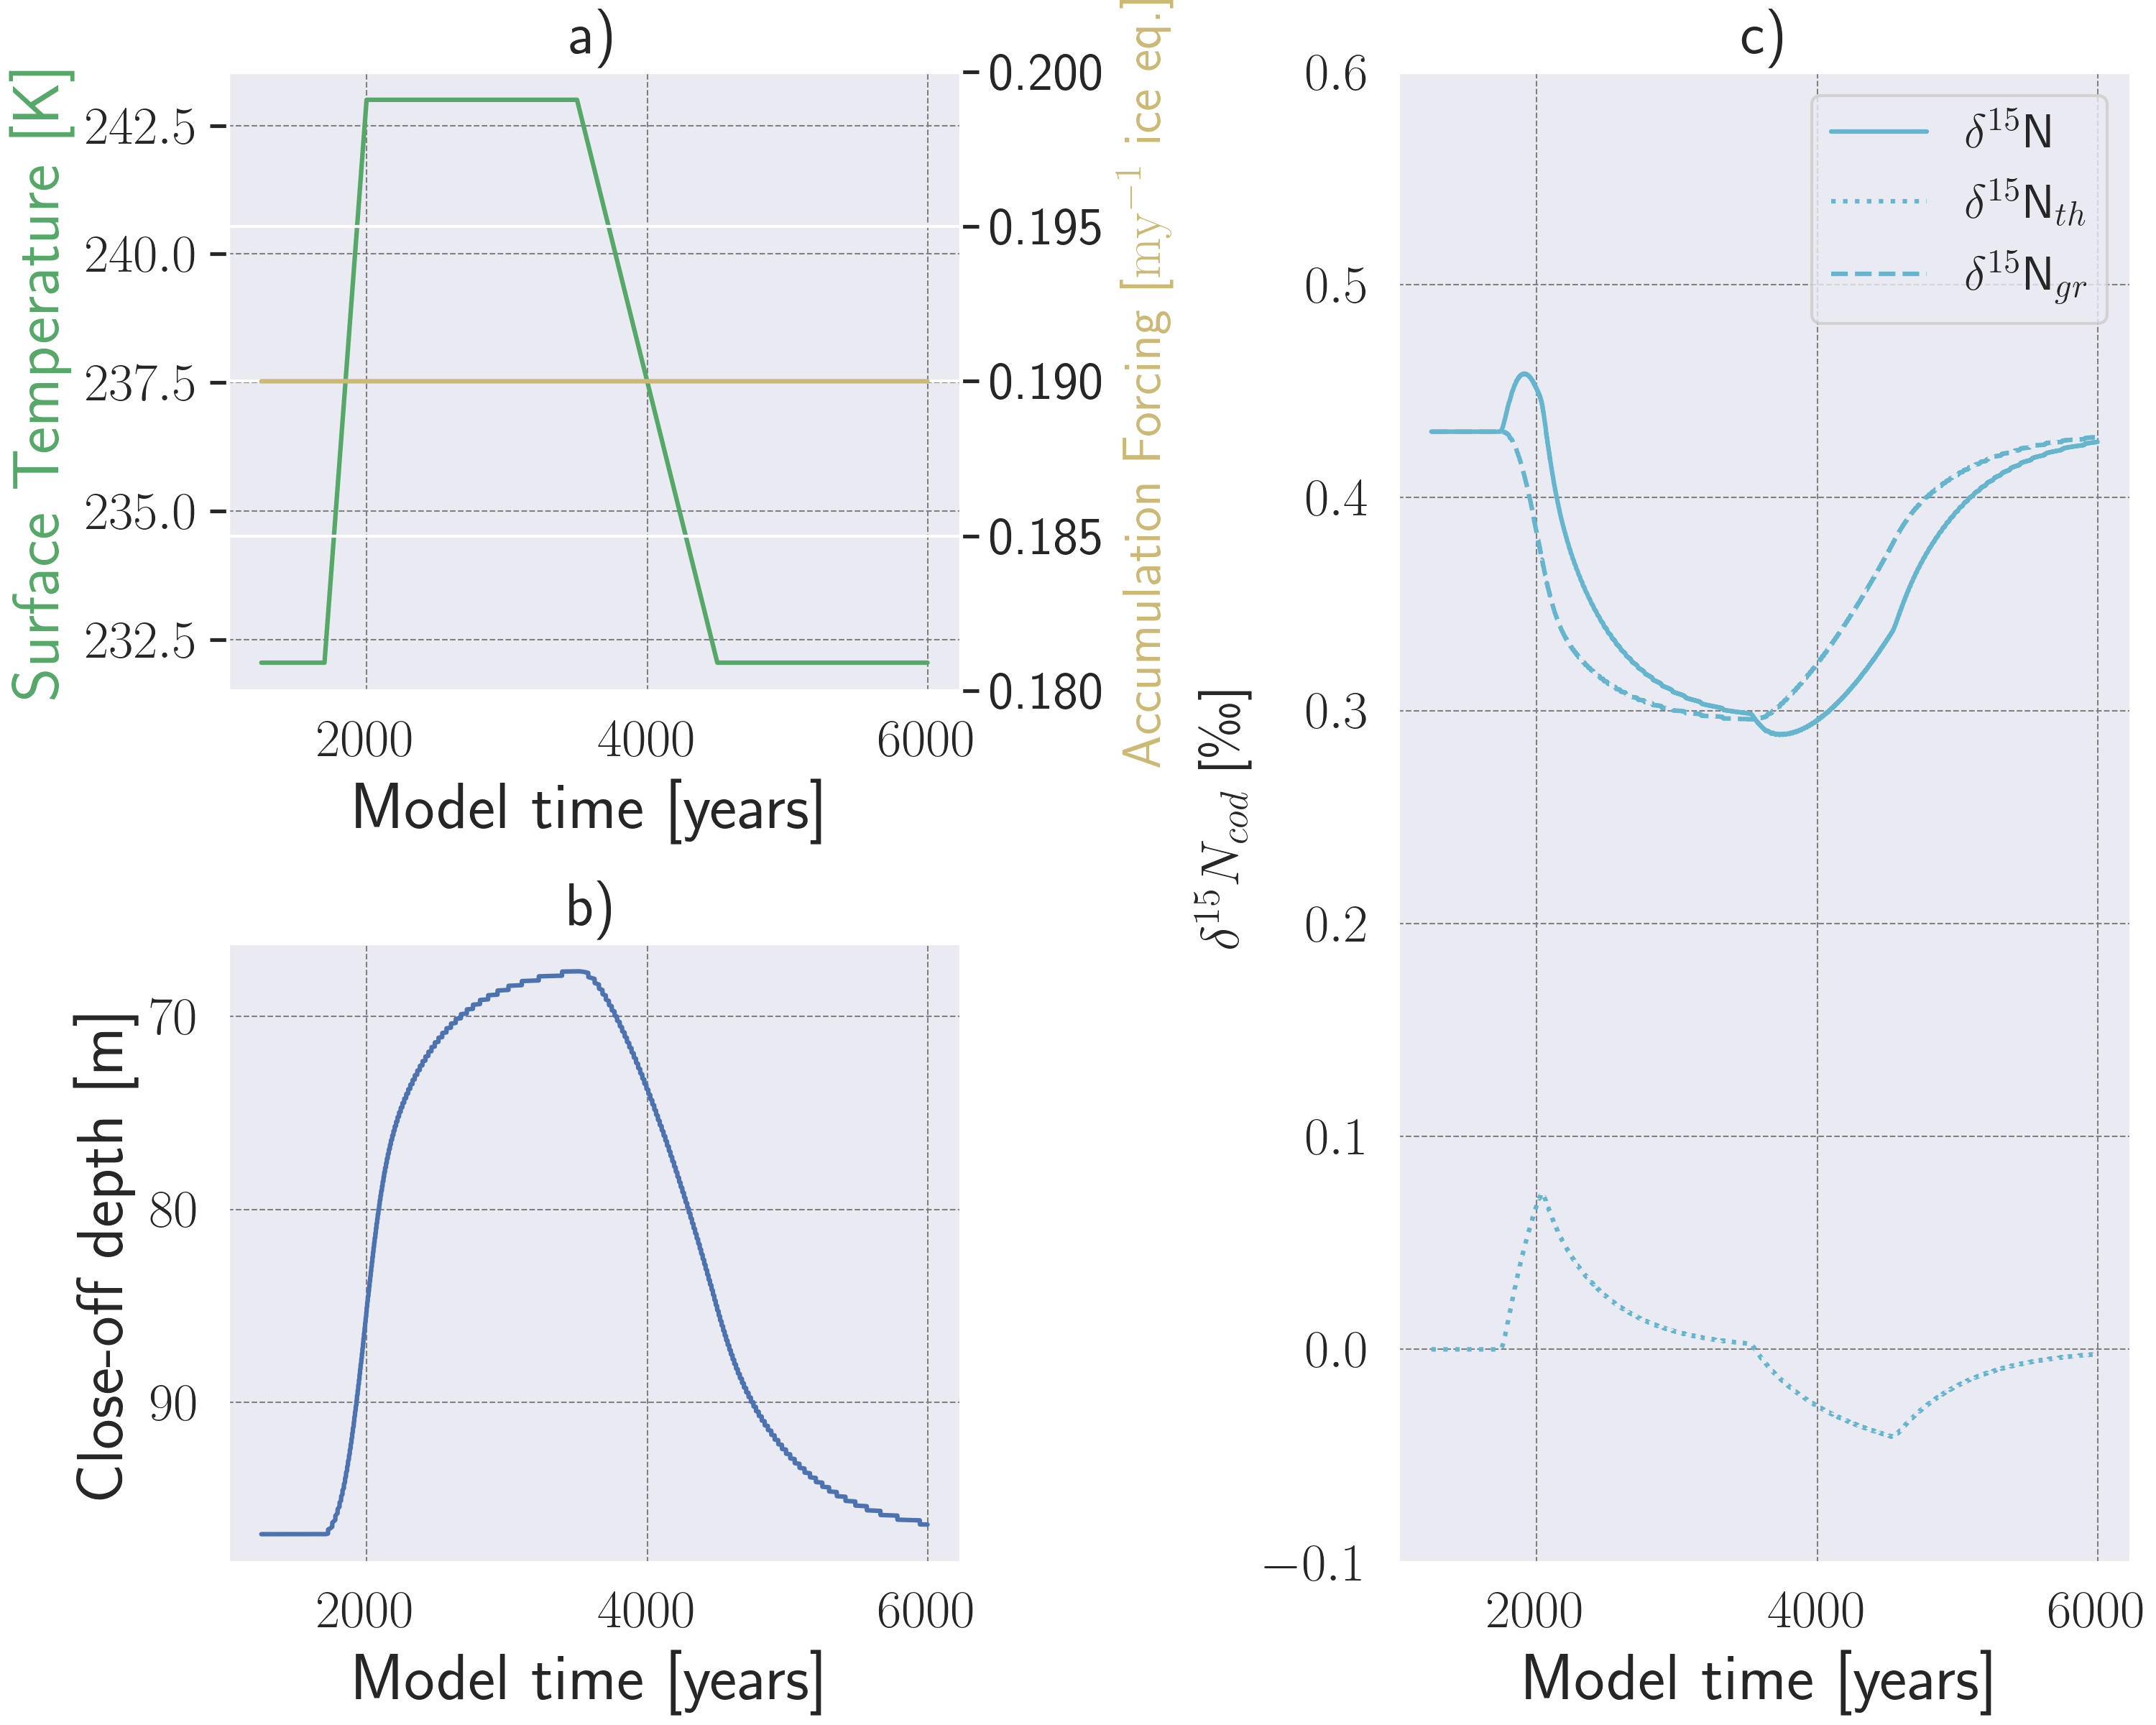 a)
Surface Temperature [K]
242.5
240.0
237.5
235.0
232.5
0.200
0.195
0.190
0.185
0.180
Accumulation Forcing [my⁻¹ ice eq.]
2000 4000 6000
Model time [years]
b)
Close-off depth [m]
70
80
90
2000 4000 6000
Model time [years]
c)
δ¹⁵N_cod [‰]
0.6
0.5
0.4
0.3
0.2
0.1
0.0
−0.1
δ¹⁵N
δ¹⁵N_th
δ¹⁵N_gr
2000 4000 6000
Model time [years]